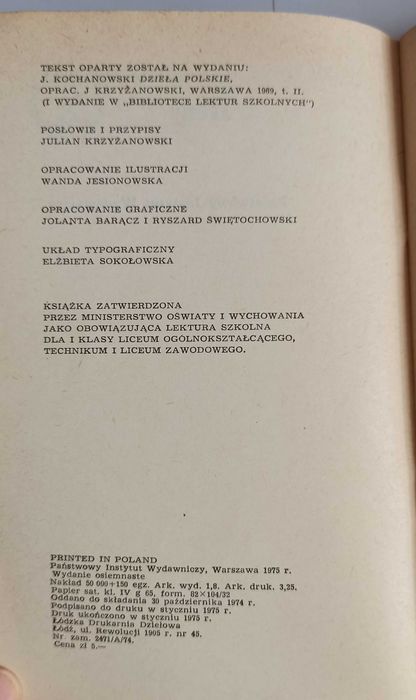 TEKST OPARTY ZOSTAŁ NA WYDANIU:
J. KOCHANOWSKI DZIEŁA POLSKIE,
OPRAC. J KRZYŻANOWSKI, WARSZAWA 1969, t. II.
(I WYDANIE W „BIBLIOTECE LEKTUR SZKOLNYCH")
POSŁOWIE I PRZYPISY
JULIAN KRZYŻANOWSKI
OPRACOWANIE ILUSTRACJI
WANDA JESIONOWSKA
OPRACOWANIE GRAFICZNE
JOLANTA BARĄCZ I RYSZARD ŚWIĘTOCHOWSKI
UKŁAD TYPOGRAFICZNY
ELŻBIETA SOKOŁOWSKA
KSIĄŻKA ZATWIERDZONA
PRZEZ MINISTERSTWO OŚWIATY I WYCHOWANIA
JAKO OBOWIĄZUJĄCA LEKTURA SZKOLNA
DLA I KLASY LICEUM OGÓLNOKSZTAŁCĄCEGO,
TECHNIKUM I LICEUM ZAWODOWEGO.
PRINTED IN POLAND
Państwowy Instytut Wydawniczy, Warszawa 1975 r.
Wydanie osiemnaste
Nakład 50 000+150 egz. Ark. wyd. 1,8. Ark. druk. 3,25.
Papier sat. kl. IV g 65, form. 82×104/32
Oddano do składania 30 października 1974 r.
Podpisano do druku w styczniu 1975 r.
Druk ukończono w styczniu 1975 r.
Łódzka Drukarnia Dziełowa
Łódź, ul. Rewolucji 1905 r. nr 45.
Nr zam. 2471/A/74.
Cena zł 5.—